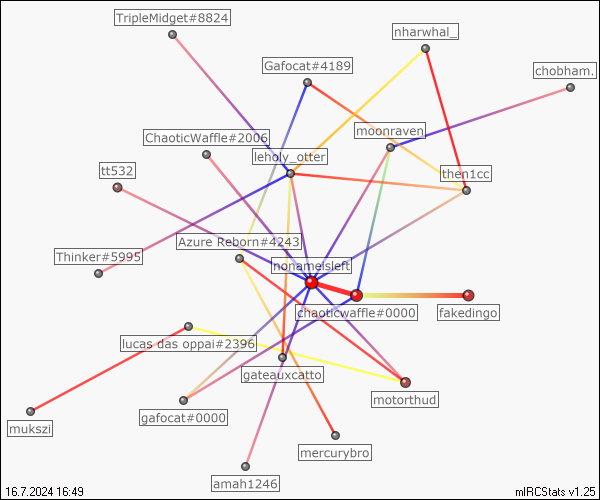 TripleMidget#8824
nharwhal_
Gafocat#4189
chobham.
moonraven
ChaoticWaffle#2006
leholy_otter
tt532
then1cc
Azure Reborn#4243
Thinker#5995
nonameisleft
chaoticwaffle#0000
fakedingo
lucas das oppai#2396
gateauxcatto
motorthud
gafocat#0000
mukszi
mercurybro
amah1246
16.7.2024 16:49
mIRCStats v1.25